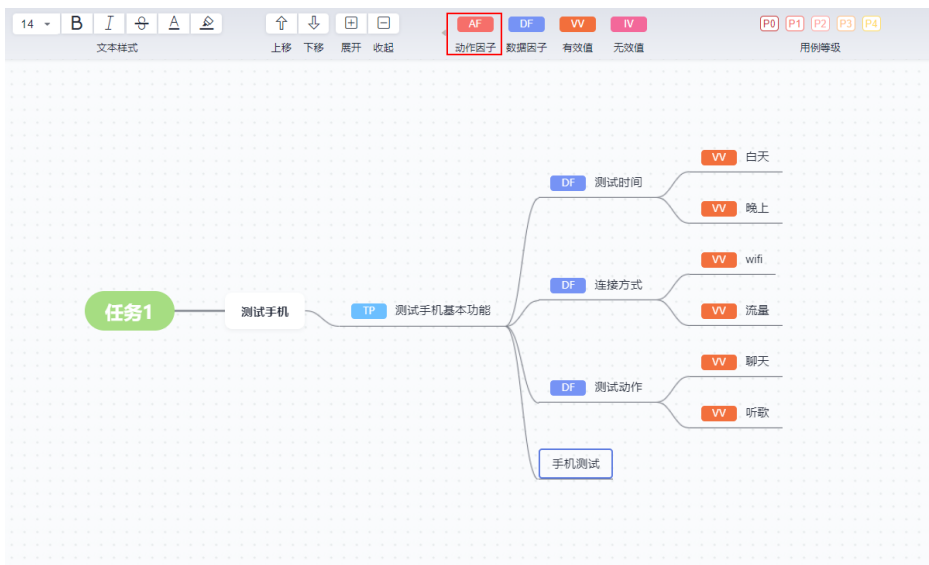 14 B I S A
AF DF VV IV
P0 P1 P2 P3 P4
文本样式 上移 下移 展开 收起 动作因子 数据因子 有效值 无效值 用例等级
VV 白天
DF 测试时间
VV 晚上
VV wifi
DF 连接方式
任务1 测试手机 TP 测试手机基本功能
VV 流量
VV 聊天
DF 测试动作
VV 听歌
手机测试